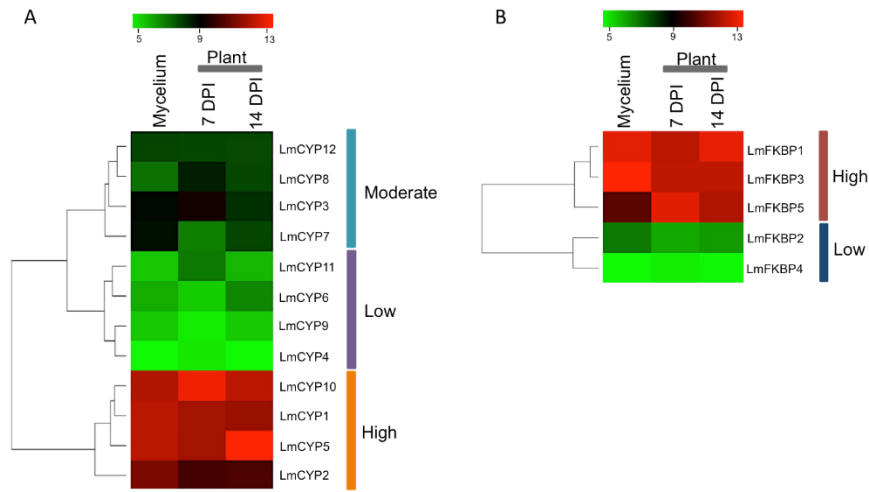 A
5 9 13
Plant
Mycelium
7 DPI
14 DPI
LmCYP12
LmCYP8
LmCYP3
LmCYP7
Moderate
LmCYP11
LmCYP6
LmCYP9
LmCYP4
Low
LmCYP10
LmCYP1
LmCYP5
LmCYP2
High
B
5 9 13
Plant
Mycelium
7 DPI
14 DPI
LmFKBP1
LmFKBP3
LmFKBP5
High
LmFKBP2
LmFKBP4
Low